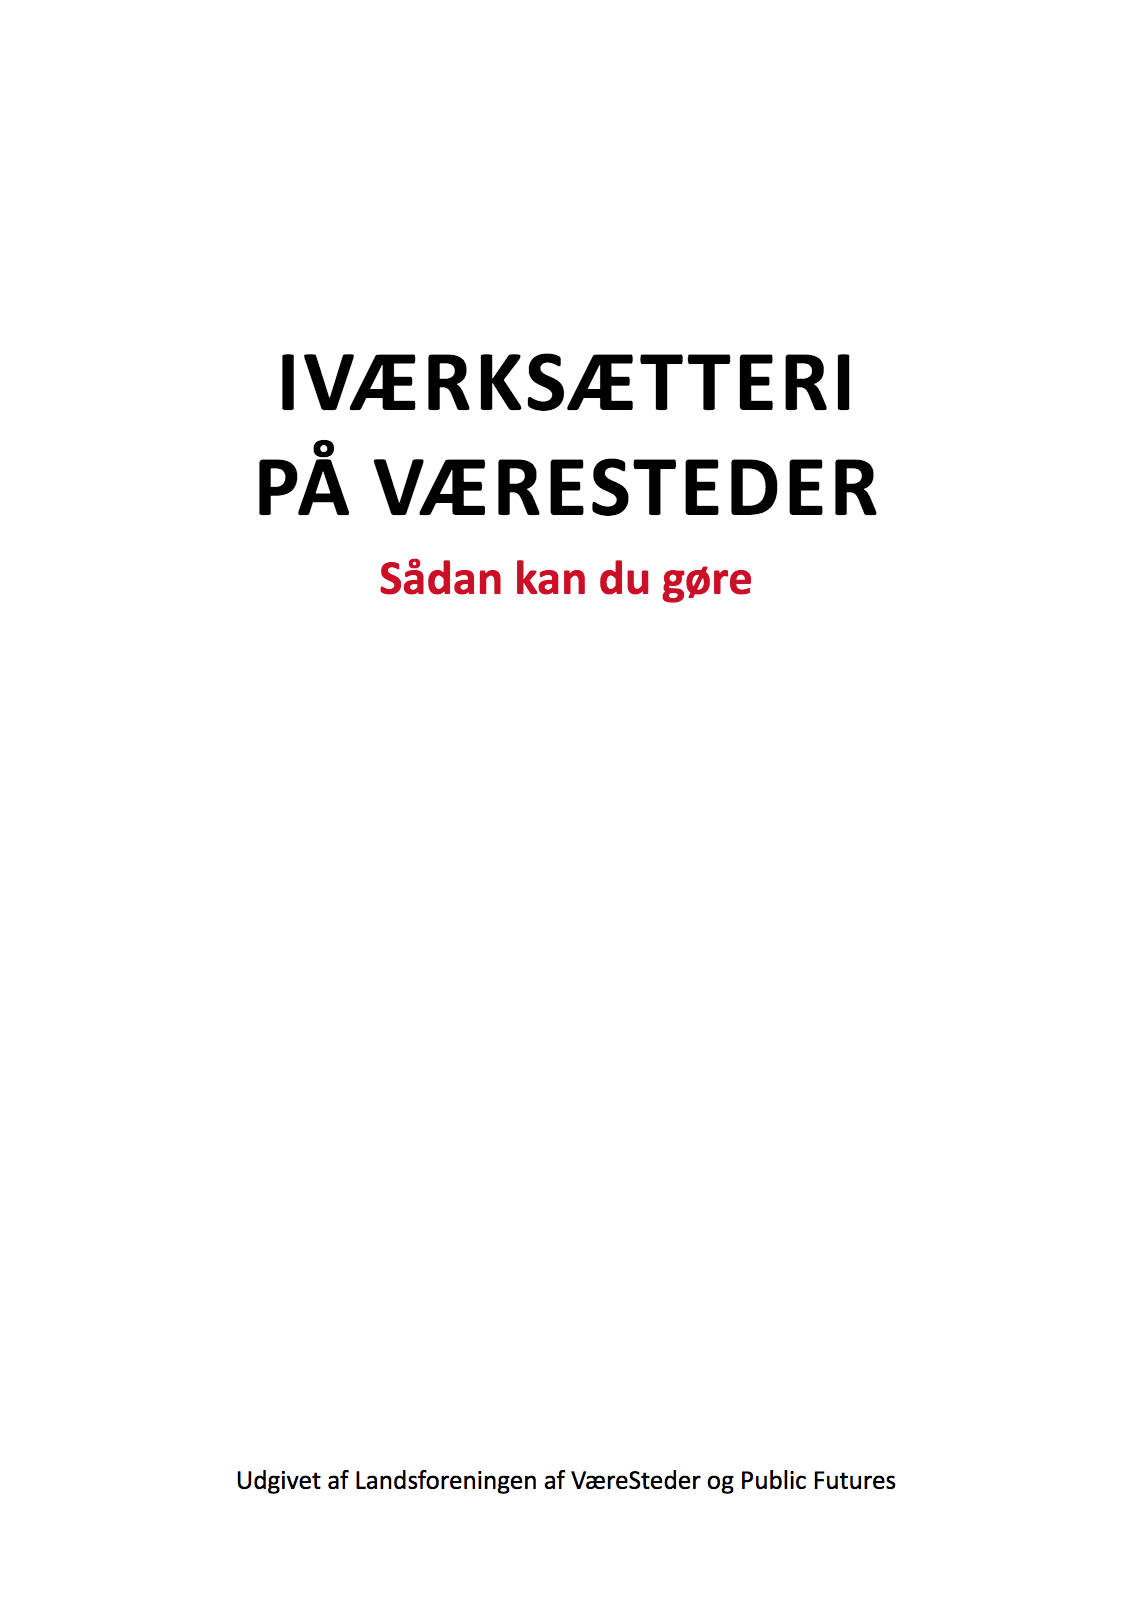 IVÆRKSÆTTERI
PÅ VÆRESTEDER
Sådan kan du gøre
Udgivet af Landsforeningen af VæreSteder og Public Futures